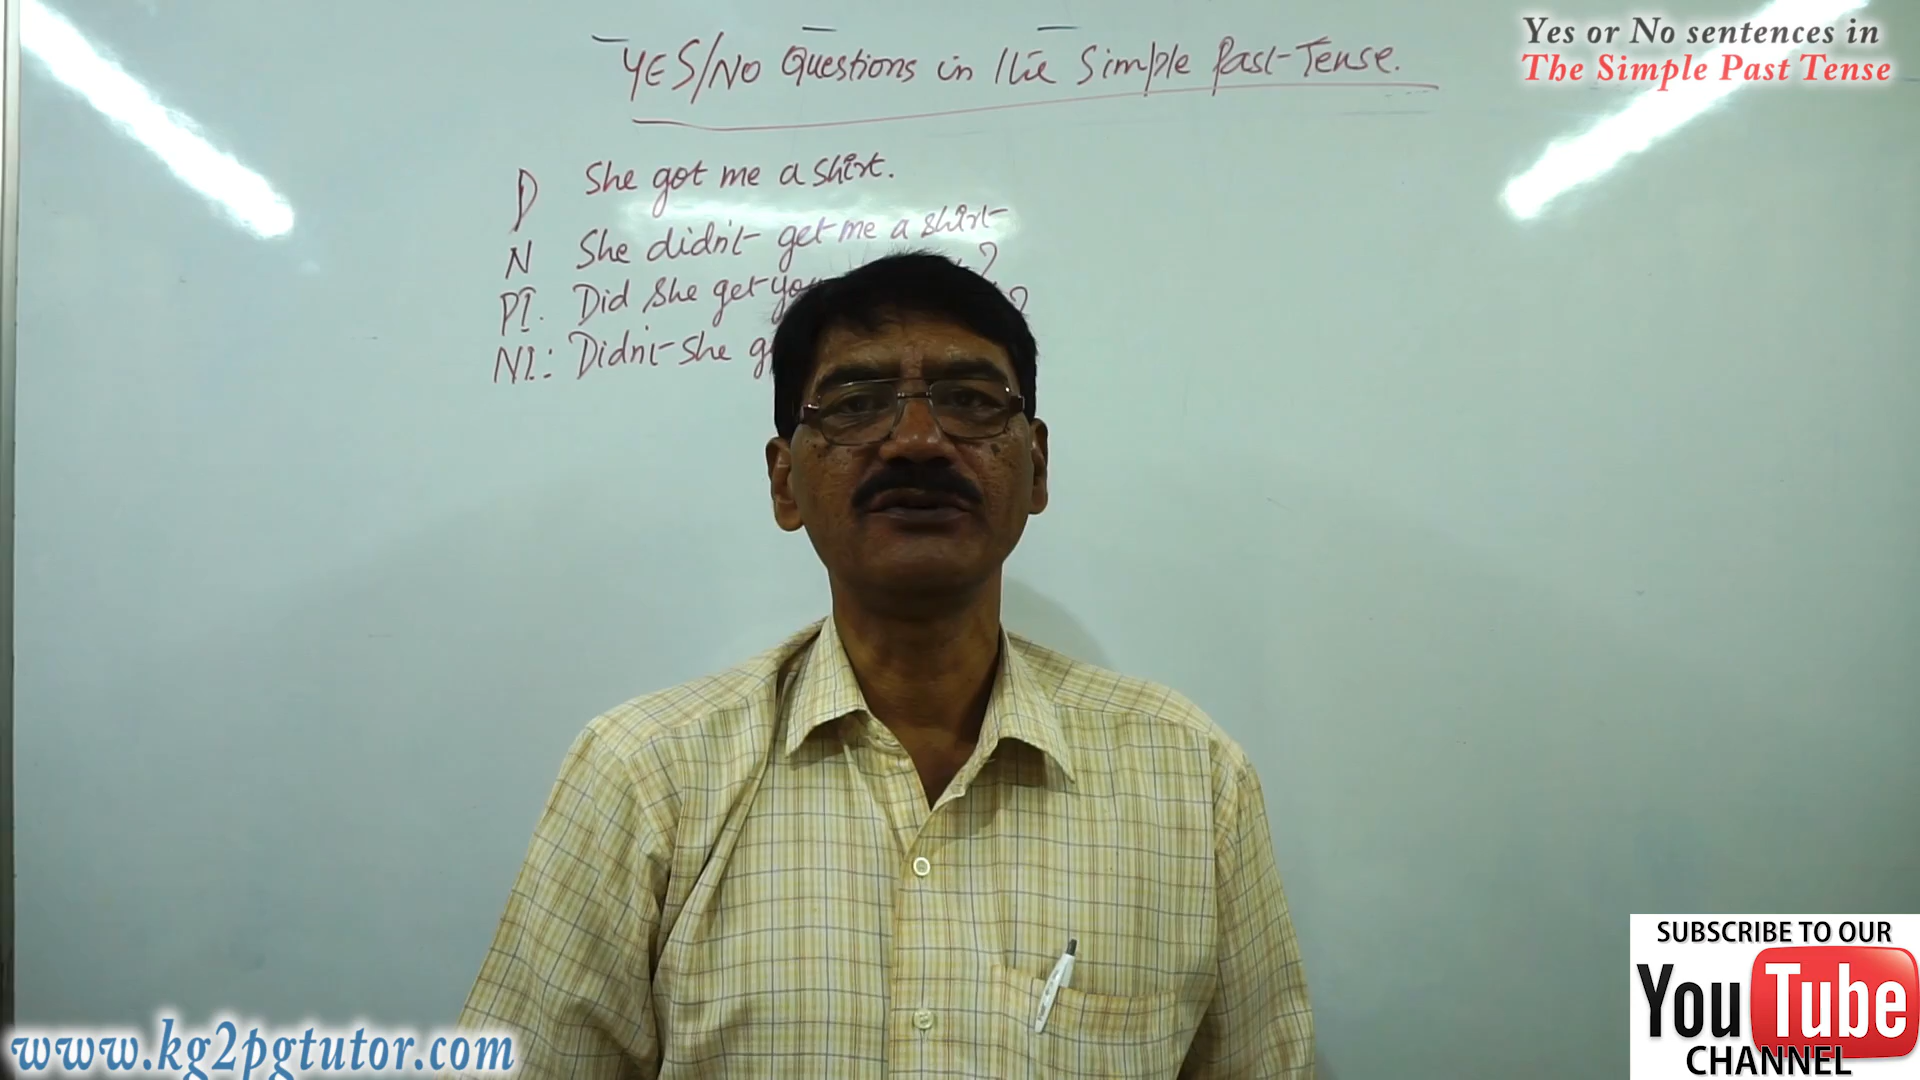 YES/NO Questions in the Simple Past Tense.
Yes or No sentences in
The Simple Past Tense
D She got me a shirt.
N She didn't get me a shirt
PI. Did she get you ?
NI: Didn't she ?
SUBSCRIBE TO OUR
YouTube
CHANNEL
www.kg2pgtutor.com